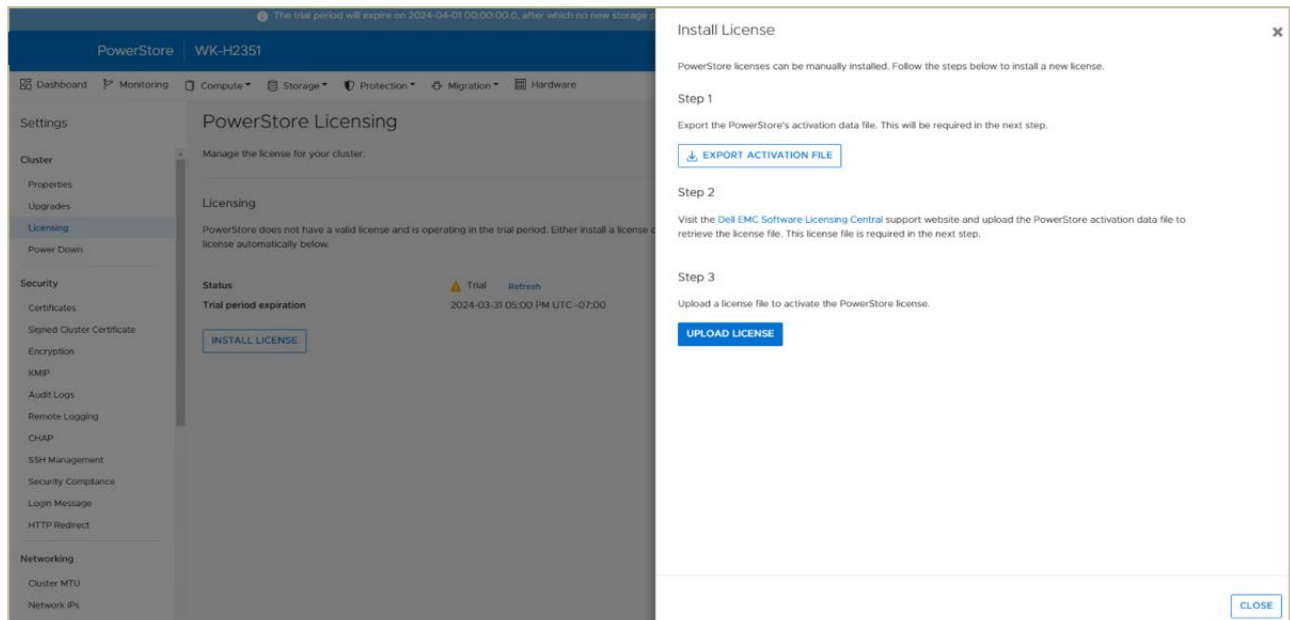 The trial period will expire on 2024-04-01 00:00:00.0, after which no new storage
PowerStore WK-H2351
Dashboard Monitoring Compute Storage Protection Migration Hardware
Settings
Cluster
Properties
Upgrades
Licensing
Power Down
Security
Certificates
Signed Cluster Certificate
Encryption
KMIP
Audit Logs
Remote Logging
CHAP
SSH Management
Security Compliance
Login Message
HTTP Redirect
Networking
Cluster MTU
Network IPs
PowerStore Licensing
Manage the license for your cluster.
Licensing
PowerStore does not have a valid license and is operating in the trial period. Either install a license
license automatically below.
Status Trial Refresh
Trial period expiration 2024-03-31 05:00 PM UTC -07:00
INSTALL LICENSE
Install License
PowerStore licenses can be manually installed. Follow the steps below to install a new license.
Step 1
Export the PowerStore's activation data file. This will be required in the next step.
EXPORT ACTIVATION FILE
Step 2
Visit the Dell EMC Software Licensing Central support website and upload the PowerStore activation data file to
retrieve the license file. This license file is required in the next step.
Step 3
Upload a license file to activate the PowerStore license.
UPLOAD LICENSE
CLOSE